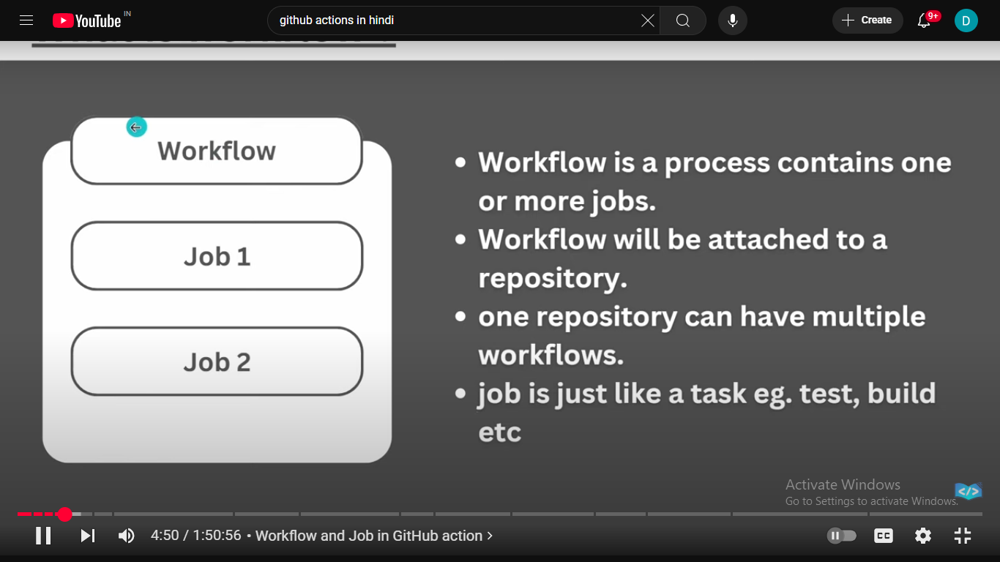 YouTube IN
github actions in hindi
Create
9+
D
Workflow
Job 1
Job 2
• Workflow is a process contains one
or more jobs.
• Workflow will be attached to a
repository.
• one repository can have multiple
workflows.
• job is just like a task eg. test, build
etc
Activate Windows
Go to Settings to activate Windows.
</>
4:50 / 1:50:56 • Workflow and Job in GitHub action >
CC